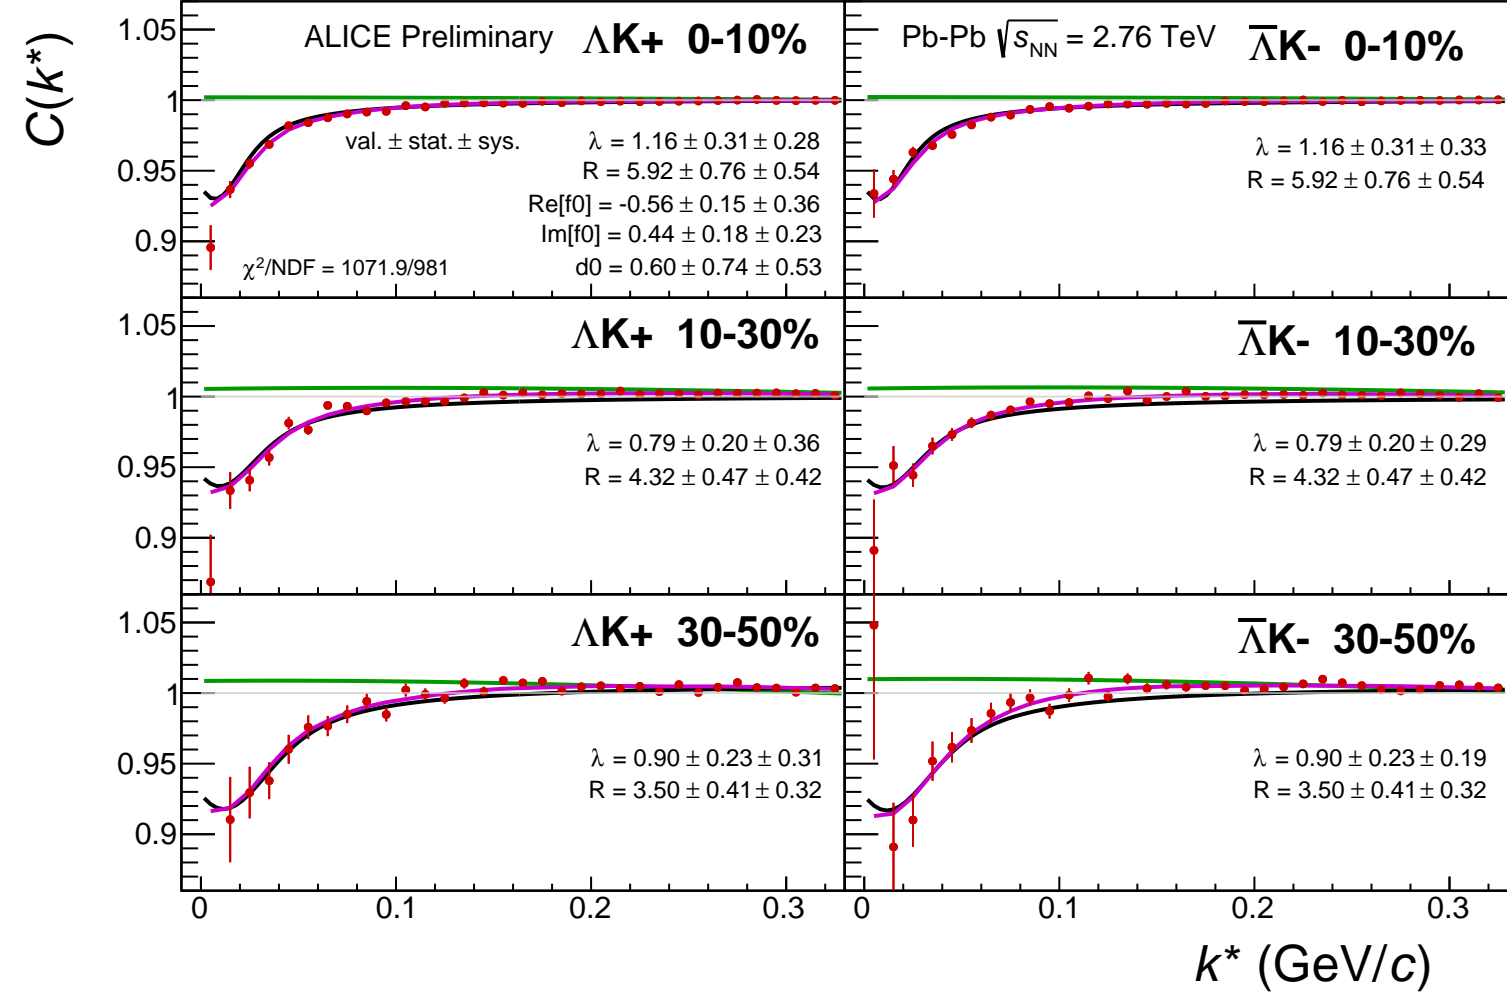 C(k*)
ALICE Preliminary ΛK+ 0-10%
1.05
1
0.95
0.9
val. ± stat. ± sys.
λ = 1.16 ± 0.31 ± 0.28
R = 5.92 ± 0.76 ± 0.54
Re[f0] = -0.56 ± 0.15 ± 0.36
Im[f0] = 0.44 ± 0.18 ± 0.23
d0 = 0.60 ± 0.74 ± 0.53
χ²/NDF = 1071.9/981
Pb-Pb √s_NN = 2.76 TeV Λ̅K- 0-10%
λ = 1.16 ± 0.31 ± 0.33
R = 5.92 ± 0.76 ± 0.54
ΛK+ 10-30%
1.05
1
0.95
0.9
λ = 0.79 ± 0.20 ± 0.36
R = 4.32 ± 0.47 ± 0.42
Λ̅K- 10-30%
λ = 0.79 ± 0.20 ± 0.29
R = 4.32 ± 0.47 ± 0.42
ΛK+ 30-50%
1.05
1
0.95
0.9
λ = 0.90 ± 0.23 ± 0.31
R = 3.50 ± 0.41 ± 0.32
Λ̅K- 30-50%
λ = 0.90 ± 0.23 ± 0.19
R = 3.50 ± 0.41 ± 0.32
0 0.1 0.2 0.3 0 0.1 0.2 0.3
k* (GeV/c)